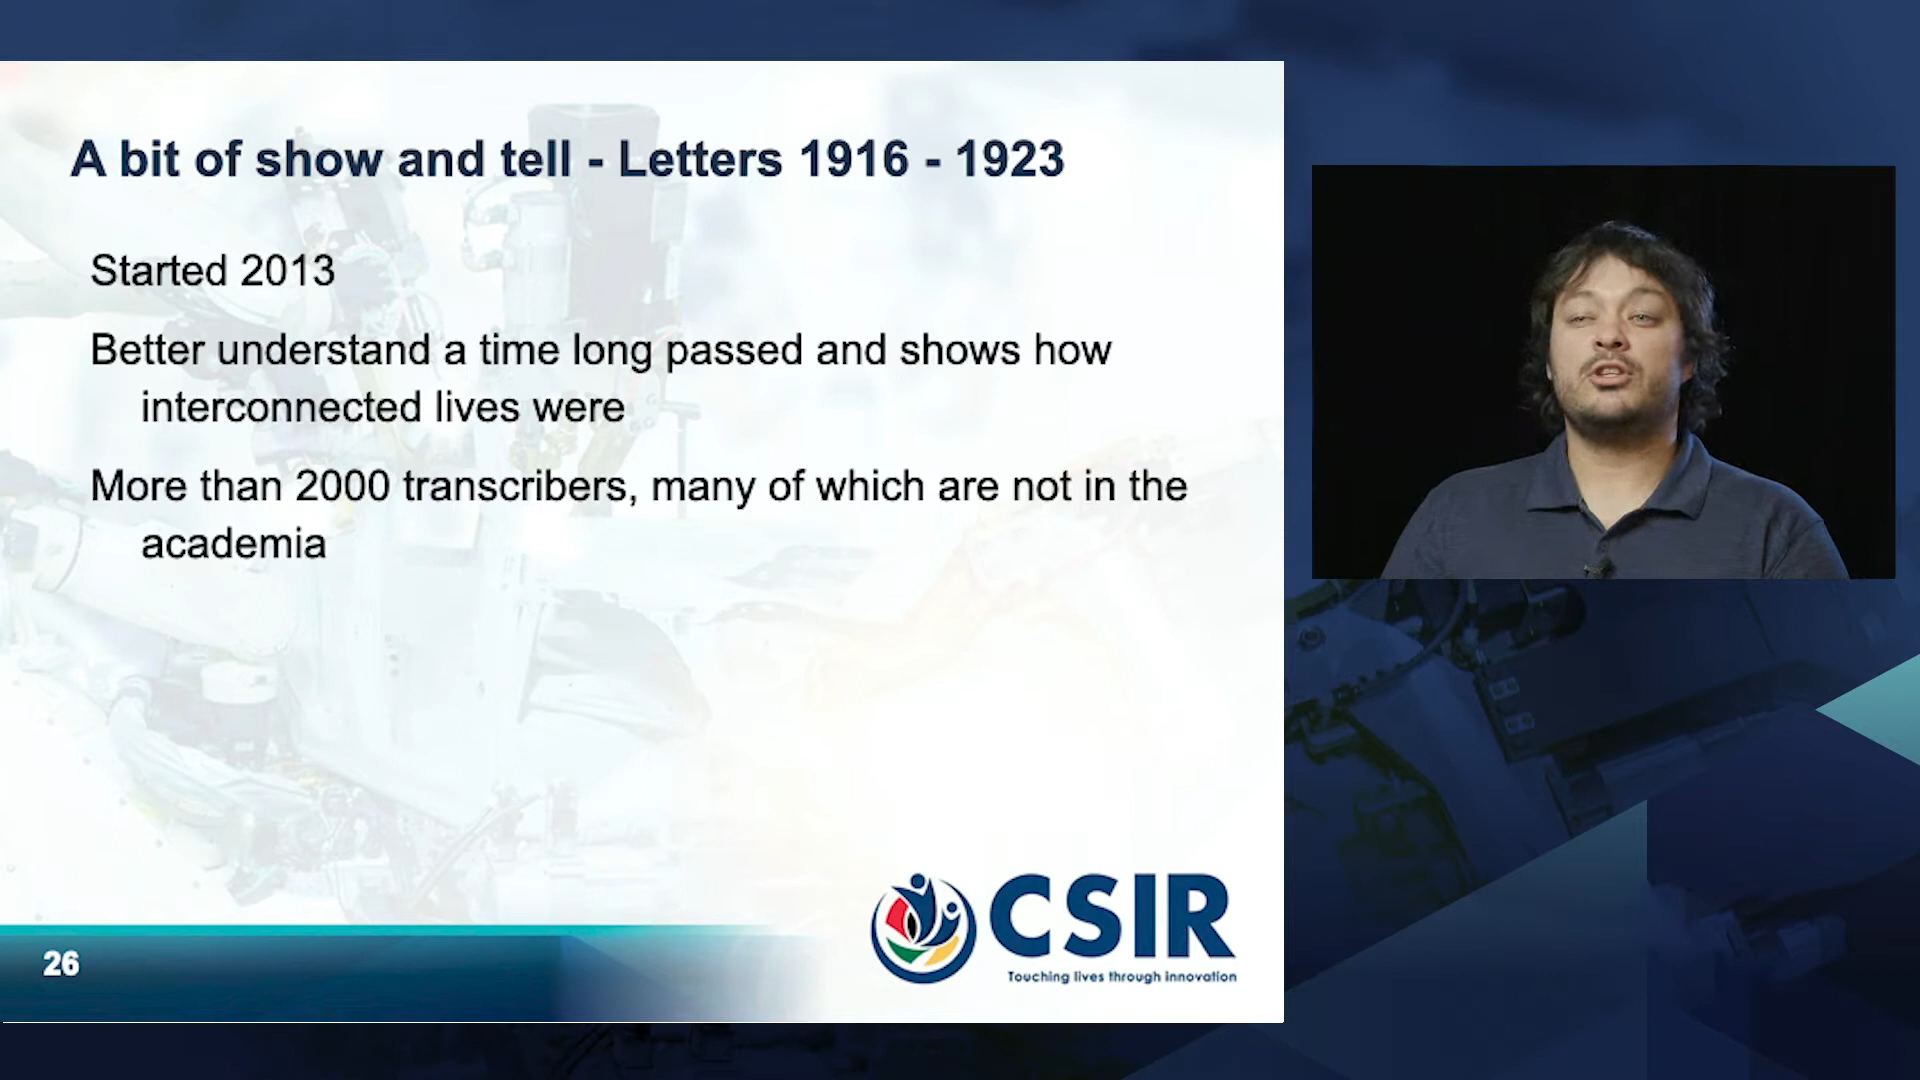 A bit of show and tell - Letters 1916 - 1923
Started 2013
Better understand a time long passed and shows how
interconnected lives were
More than 2000 transcribers, many of which are not in the
academia
CSIR
Touching lives through innovation
26